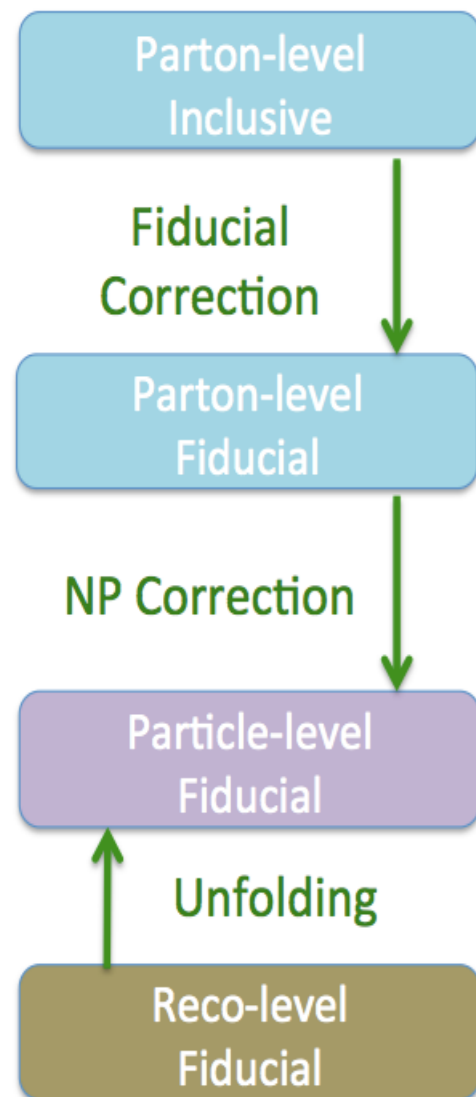 Parton-level
Inclusive
Fiducial
Correction
Parton-level
Fiducial
NP Correction
Particle-level
Fiducial
Unfolding
Reco-level
Fiducial